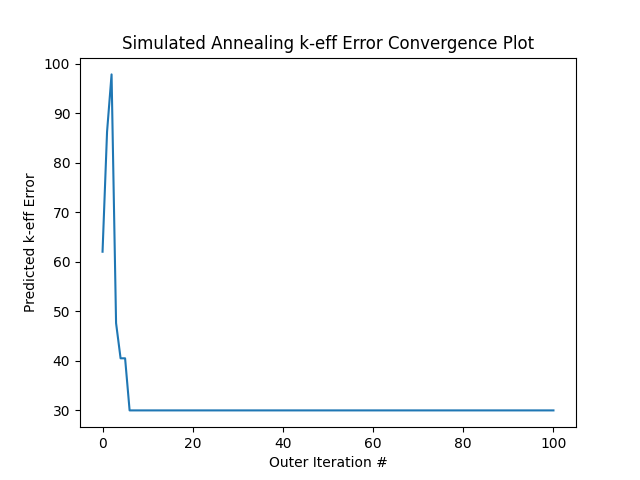 Simulated Annealing k-eff Error Convergence Plot
100
90
80
70
60
50
40
30
Predicted k-eff Error
0 20 40 60 80 100
Outer Iteration #